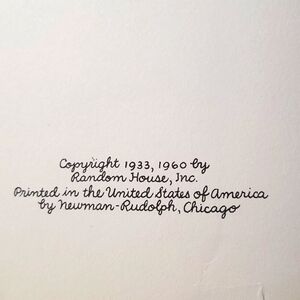 Copyright 1933, 1960 by
Random House, Inc.
Printed in the United States of America
by Newman-Rudolph, Chicago